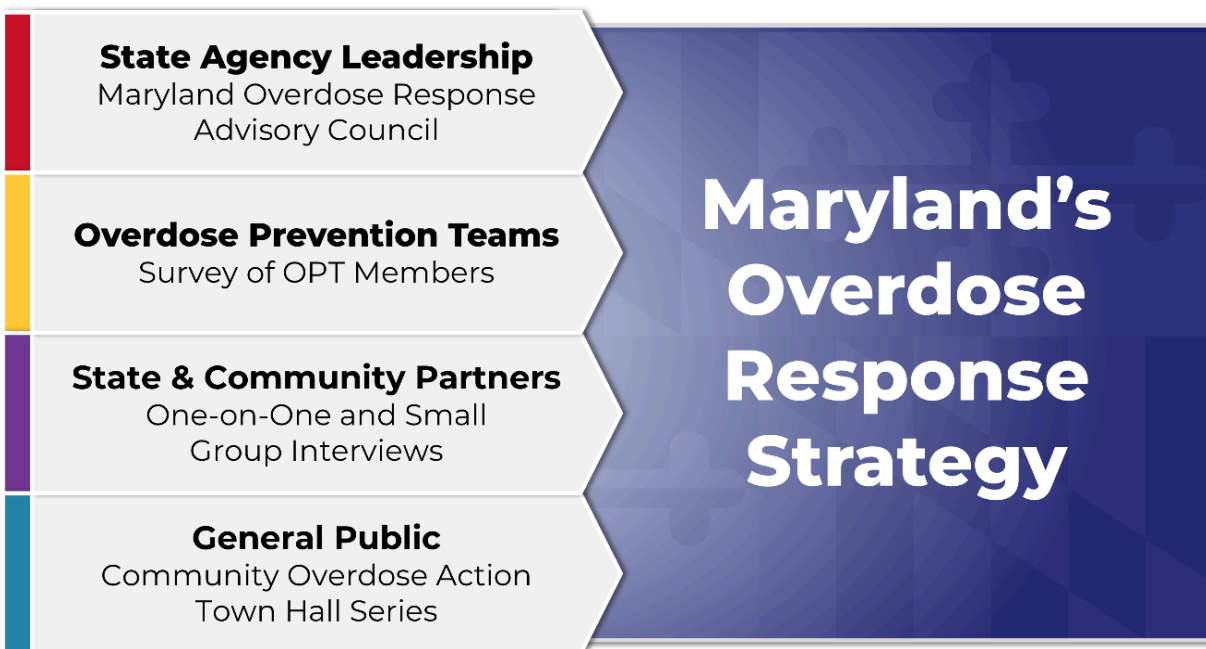 State Agency Leadership
Maryland Overdose Response
Advisory Council
Overdose Prevention Teams
Survey of OPT Members
State & Community Partners
One-on-One and Small
Group Interviews
General Public
Community Overdose Action
Town Hall Series
Maryland’s
Overdose
Response
Strategy